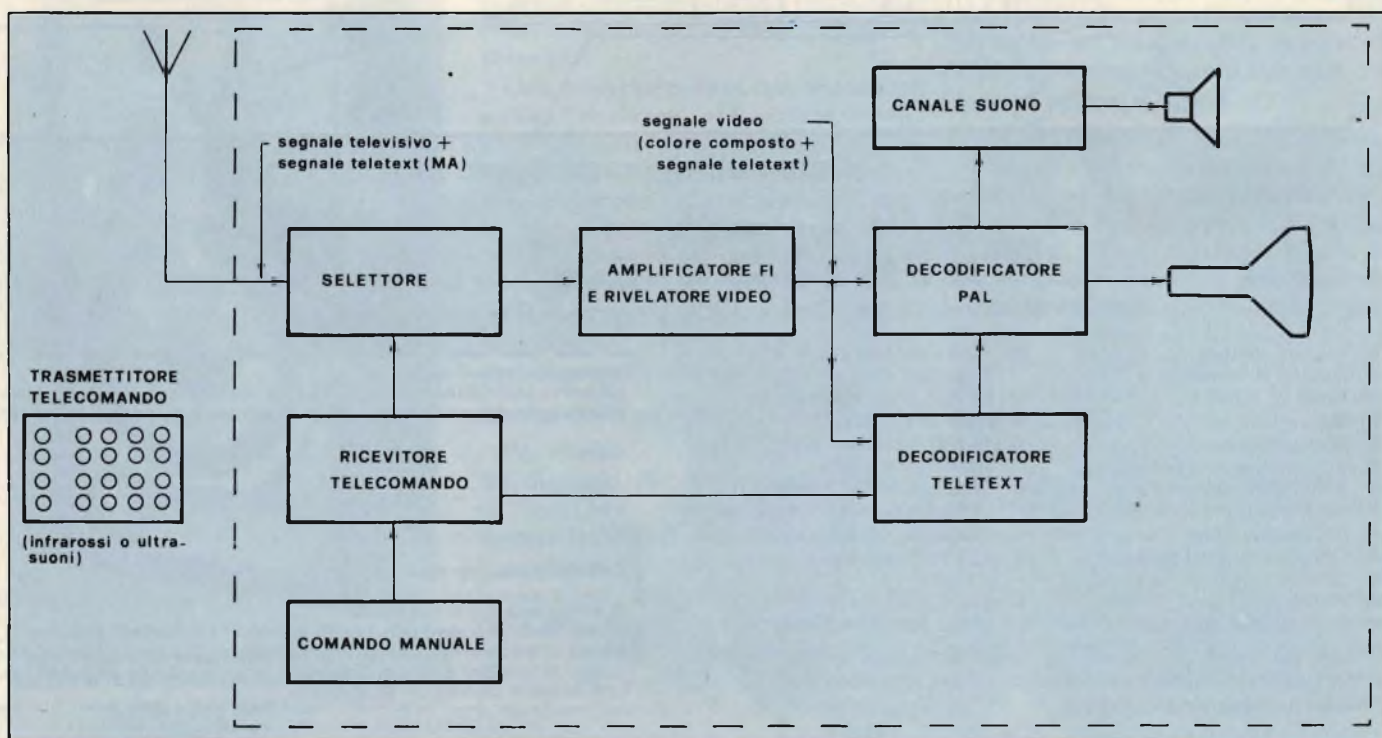 CANALE SUONO
segnale televisivo +
segnale teletext (MA)
segnale video
(colore composto +
segnale teletext)
SELETTORE
AMPLIFICATORE FI
E RIVELATORE VIDEO
DECODIFICATORE
PAL
TRASMETTITORE
TELECOMANDO
(infrarossi o ultra-
suoni)
RICEVITORE
TELECOMANDO
DECODIFICATORE
TELETEXT
COMANDO MANUALE